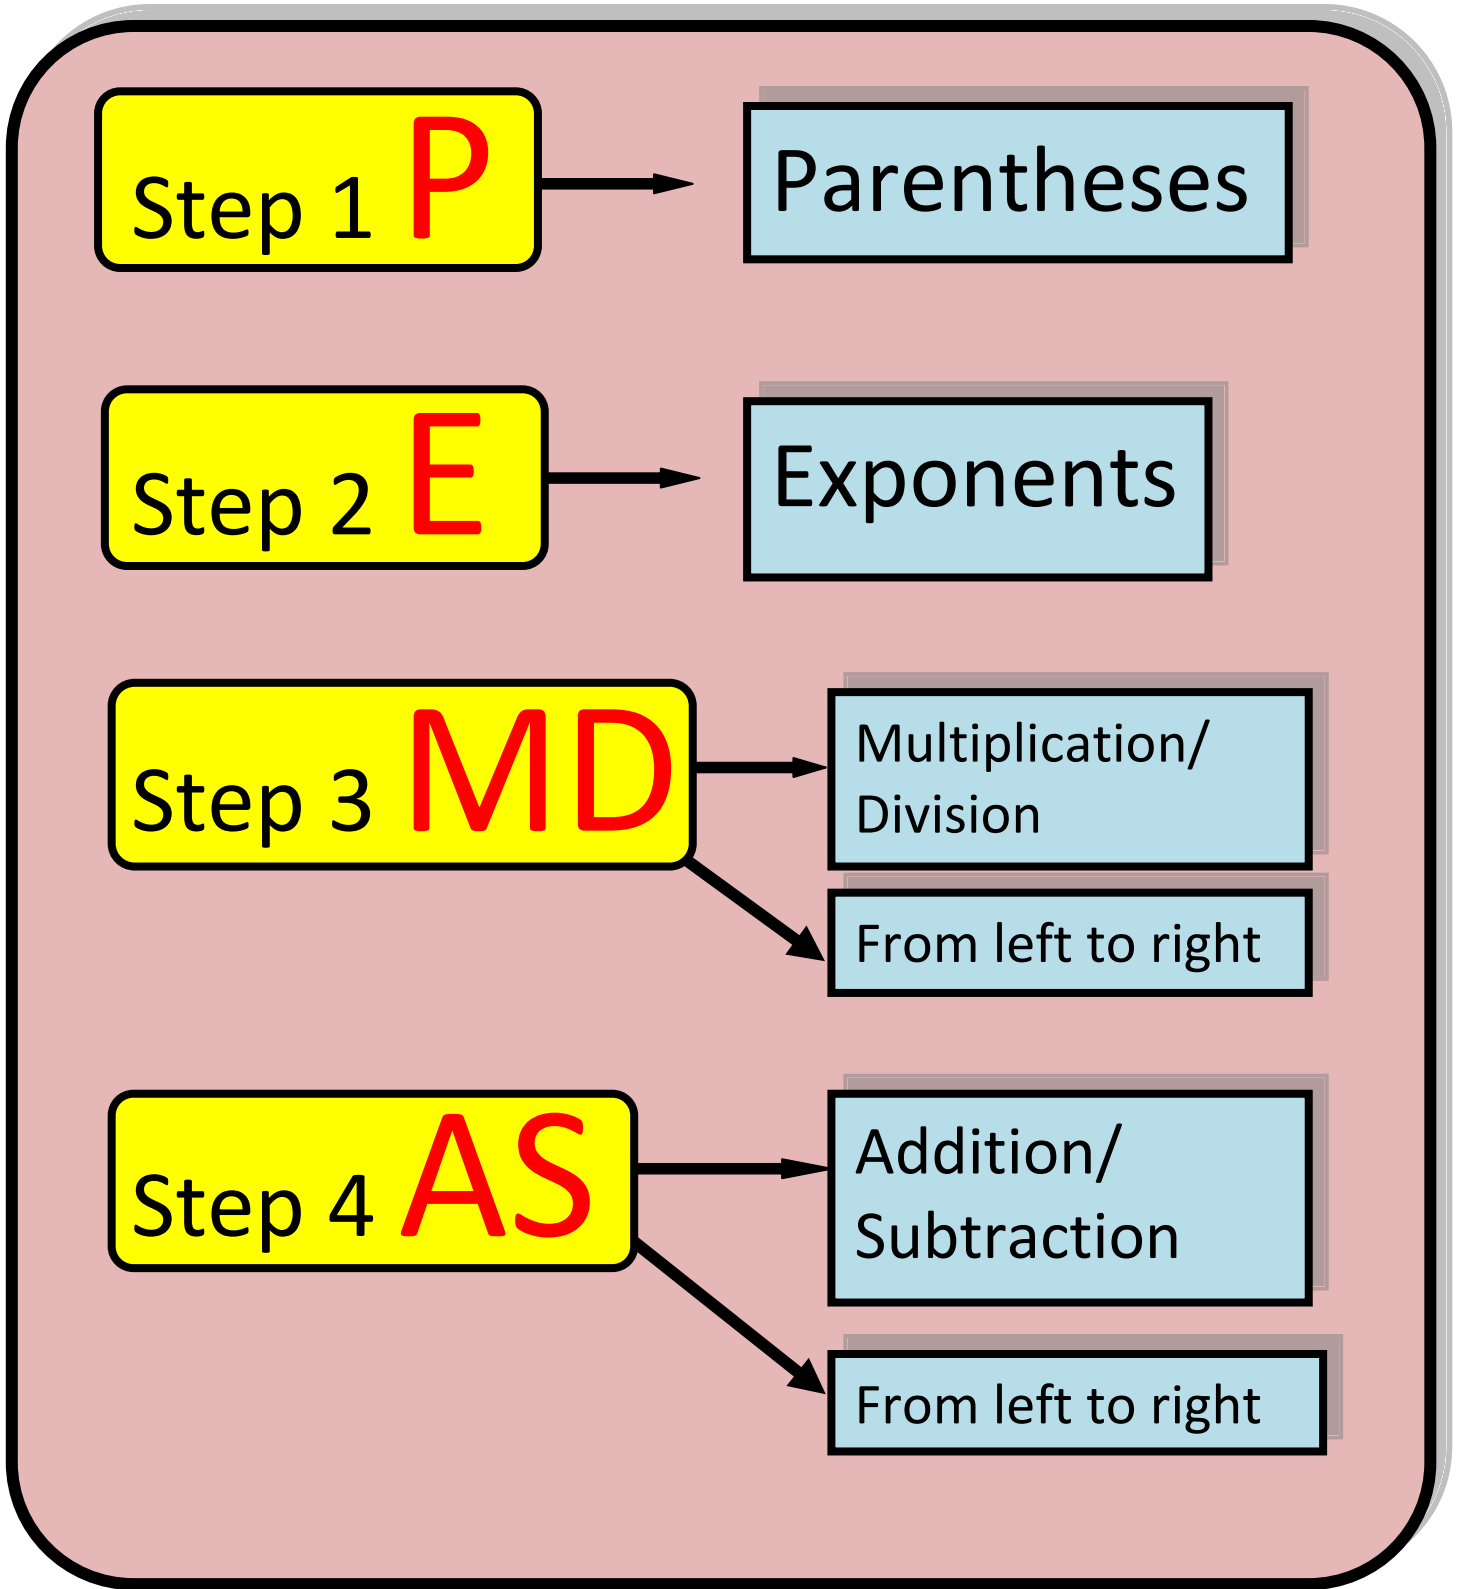 Step 1 P
Parentheses
Step 2 E
Exponents
Step 3 MD
Multiplication/
Division
From left to right
Step 4 AS
Addition/
Subtraction
From left to right